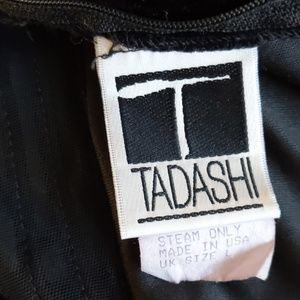 T
TADASHI
STEAM ONLY
MADE IN USA
UK SIZE L